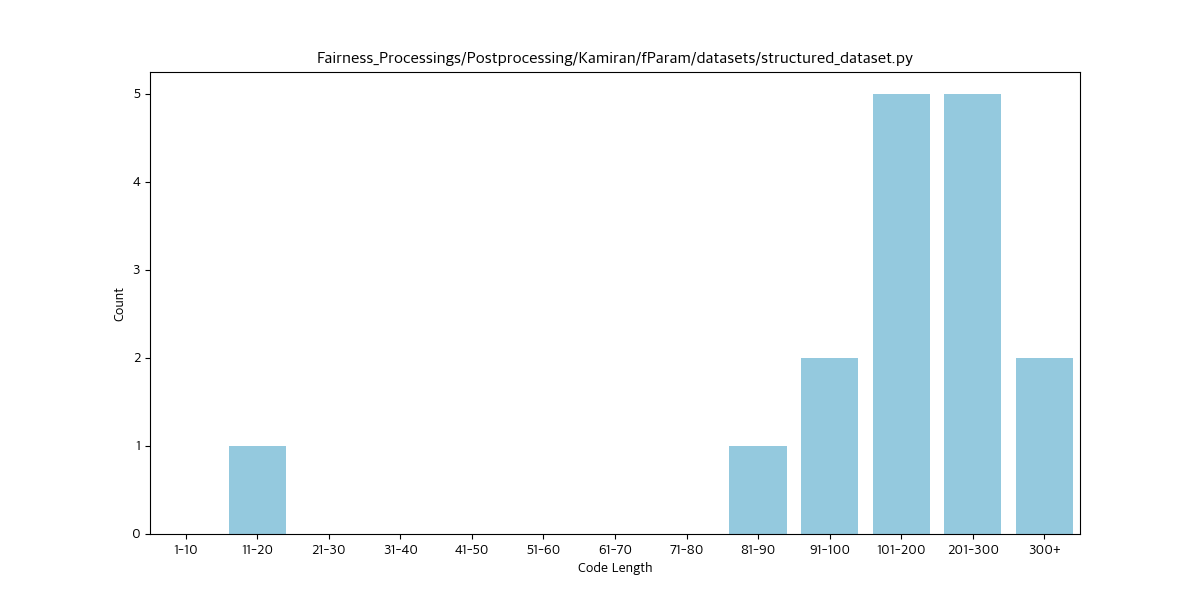 Fairness_Processings/Postprocessing/Kamiran/fParam/datasets/structured_dataset.py
5
4
3
2
1
0
Count
1-10 11-20 21-30 31-40 41-50 51-60 61-70 71-80 81-90 91-100 101-200 201-300 300+
Code Length